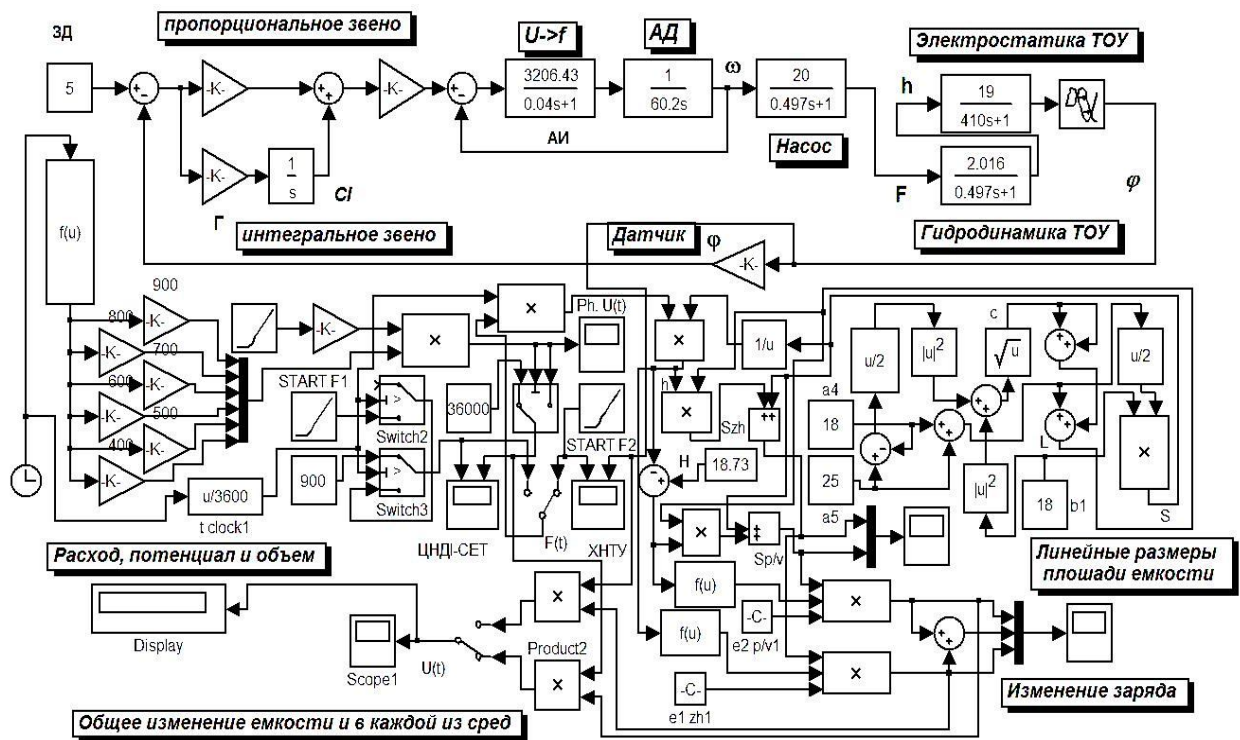 ЗД
пропорциональное звено
U->f
АД
ω
Электростатика ТОУ
5
-K-
-K-
3206.43
0.04s+1
1
60.2s
20
0.497s+1
h
19
410s+1
АИ
Насос
-K-
1
s
CI
Г
F
2.016
0.497s+1
φ
f(u)
интегральное звено
Датчик
φ
-K-
Гидродинамика ТОУ
900
-K-
800
-K-
700
-K-
600
-K-
500
-K-
400
-K-
-K-
×
Ph. U(t)
×
×
1/u
u/2
|u|^2
c
√u
u/2
START F1
36000
h
×
Szh
a4
18
Switch2
START F2
H
18.73
25
|u|^2
L
×
900
Switch3
u/3600
t clock1
ЦНДІ-СЕТ
F(t)
ХНТУ
×
Sp/v
a5
18
b1
S
Расход, потенциал и объем
Линейные размеры
плошади емкости
Display
×
f(u)
×
f(u)
-C-
e2 p/v1
Scope1
U(t)
Product2
×
-C-
e1 zh1
×
Изменение заряда
Общее изменение емкости и в каждой из сред